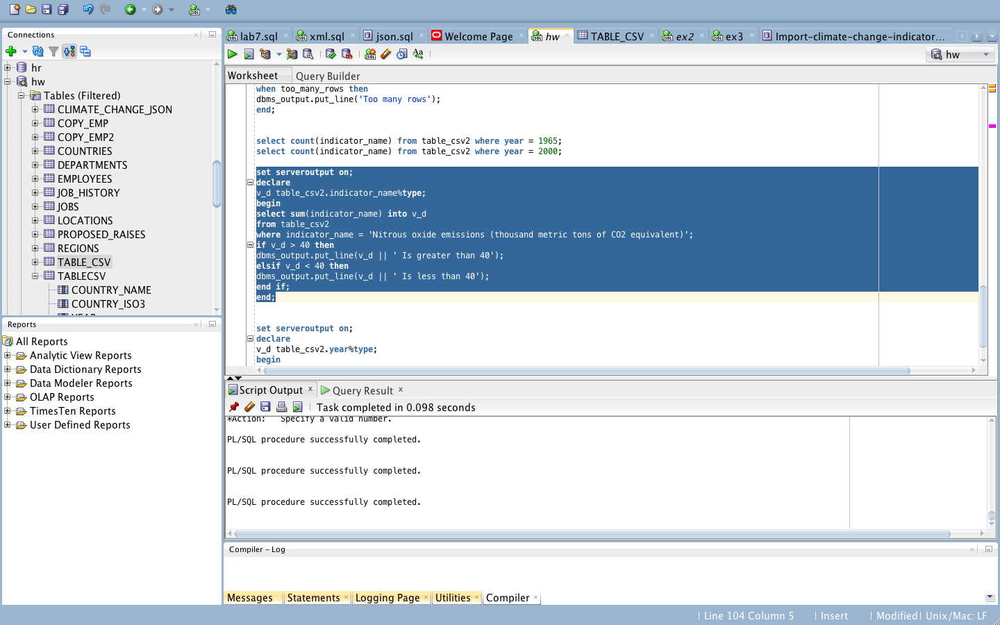 Connections
hr
hw
Tables (Filtered)
CLIMATE_CHANGE_JSON
COPY_EMP
COPY_EMP2
COUNTRIES
DEPARTMENTS
EMPLOYEES
JOB_HISTORY
JOBS
LOCATIONS
PROPOSED_RAISES
REGIONS
TABLE_CSV
TABLECSV
COUNTRY_NAME
COUNTRY_ISO3
YEAR
Reports
All Reports
Analytic View Reports
Data Dictionary Reports
Data Modeler Reports
OLAP Reports
TimesTen Reports
User Defined Reports
lab7.sql xml.sql json.sql Welcome Page hw TABLE_CSV ex2 ex3 Import-climate-change-indicator...
hw
Worksheet Query Builder
when too_many_rows then
dbms_output.put_line('Too many rows');
end;
select count(indicator_name) from table_csv2 where year = 1965;
select count(indicator_name) from table_csv2 where year = 2000;
set serveroutput on;
declare
v_d table_csv2.indicator_name%type;
begin
select sum(indicator_name) into v_d
from table_csv2
where indicator_name = 'Nitrous oxide emissions (thousand metric tons of CO2 equivalent)';
if v_d > 40 then
dbms_output.put_line(v_d || ' Is greater than 40');
elsif v_d < 40 then
dbms_output.put_line(v_d || ' Is less than 40');
end if;
end;
set serveroutput on;
declare
v_d table_csv2.year%type;
begin
Script Output Query Result
Task completed in 0.098 seconds
*Action: Specify a valid number.
PL/SQL procedure successfully completed.
PL/SQL procedure successfully completed.
PL/SQL procedure successfully completed.
Compiler - Log
Messages Statements Logging Page Utilities Compiler
Line 104 Column 5 Insert Modified Unix/Mac: LF